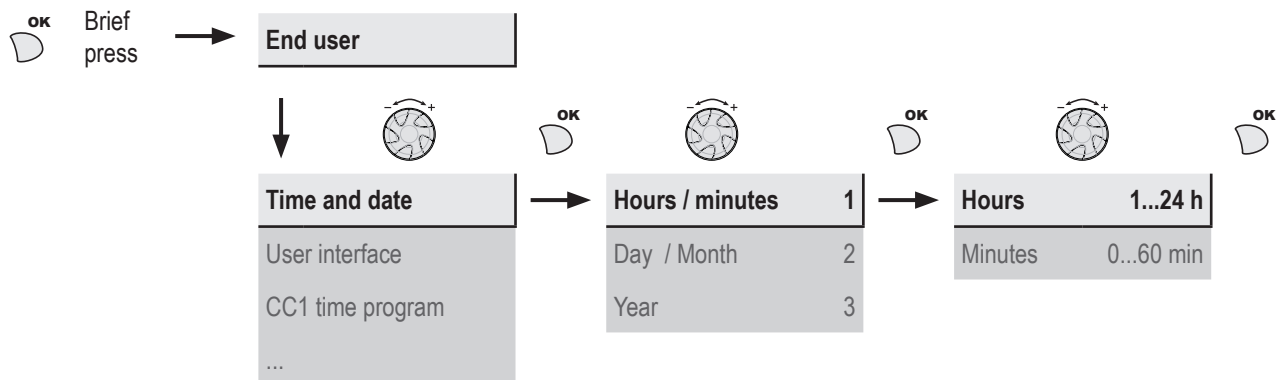 OK
Brief
press
End user
- +
OK
- +
OK
- +
OK
Time and date
Hours / minutes 1
Hours 1...24 h
User interface
Day / Month 2
Minutes 0...60 min
CC1 time program
Year 3
...